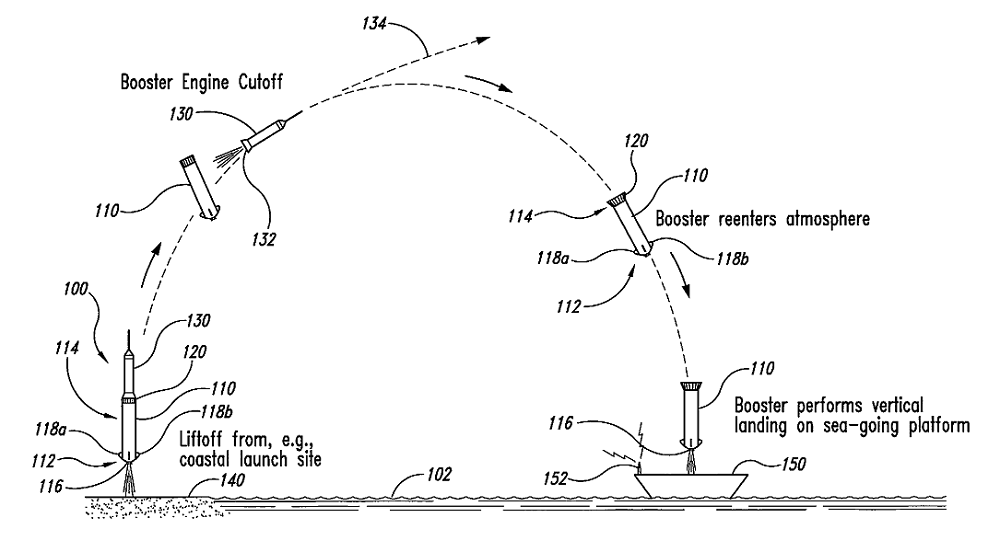 134
Booster Engine Cutoff
130
120
110
110
114
Booster reenters atmosphere
132
118a
118b
100
112
130
114
120
110
110
118b
Booster performs vertical
landing on sea-going platform
118a
116
Liftoff from, e.g.,
coastal launch site
112
150
116
140
102
152